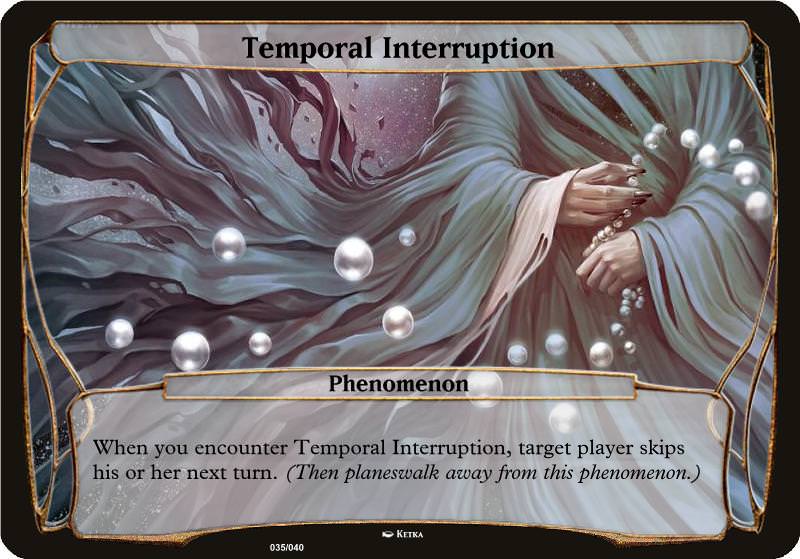 Temporal Interruption
Phenomenon
When you encounter Temporal Interruption, target player skips
his or her next turn. (Then planeswalk away from this phenomenon.)
Ketka
035/040